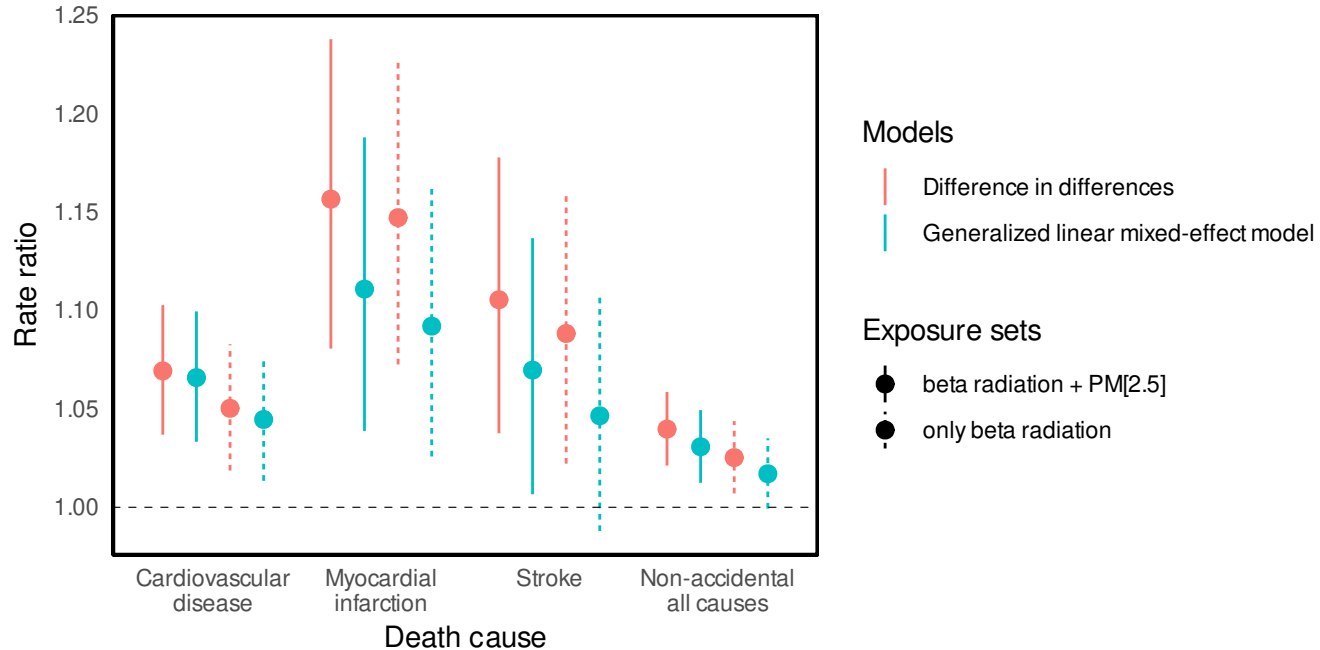 1.25
1.20
1.15
1.10
1.05
1.00
Rate ratio
Cardiovascular
disease
Myocardial
infarction
Stroke
Non-accidental
all causes
Death cause
Models
Difference in differences
Generalized linear mixed-effect model
Exposure sets
beta radiation + PM[2.5]
only beta radiation